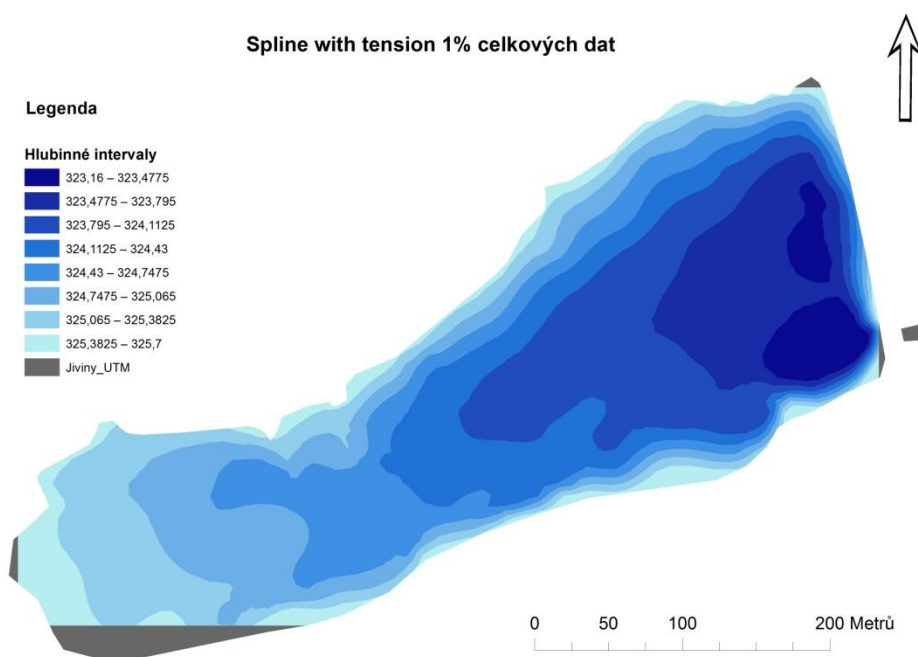 Spline with tension 1% celkových dat
Legenda
Hlubinné intervaly
323,16 – 323,4775
323,4775 – 323,795
323,795 – 324,1125
324,1125 – 324,43
324,43 – 324,7475
324,7475 – 325,065
325,065 – 325,3825
325,3825 – 325,7
Jiviny_UTM
0 50 100 200 Metrů